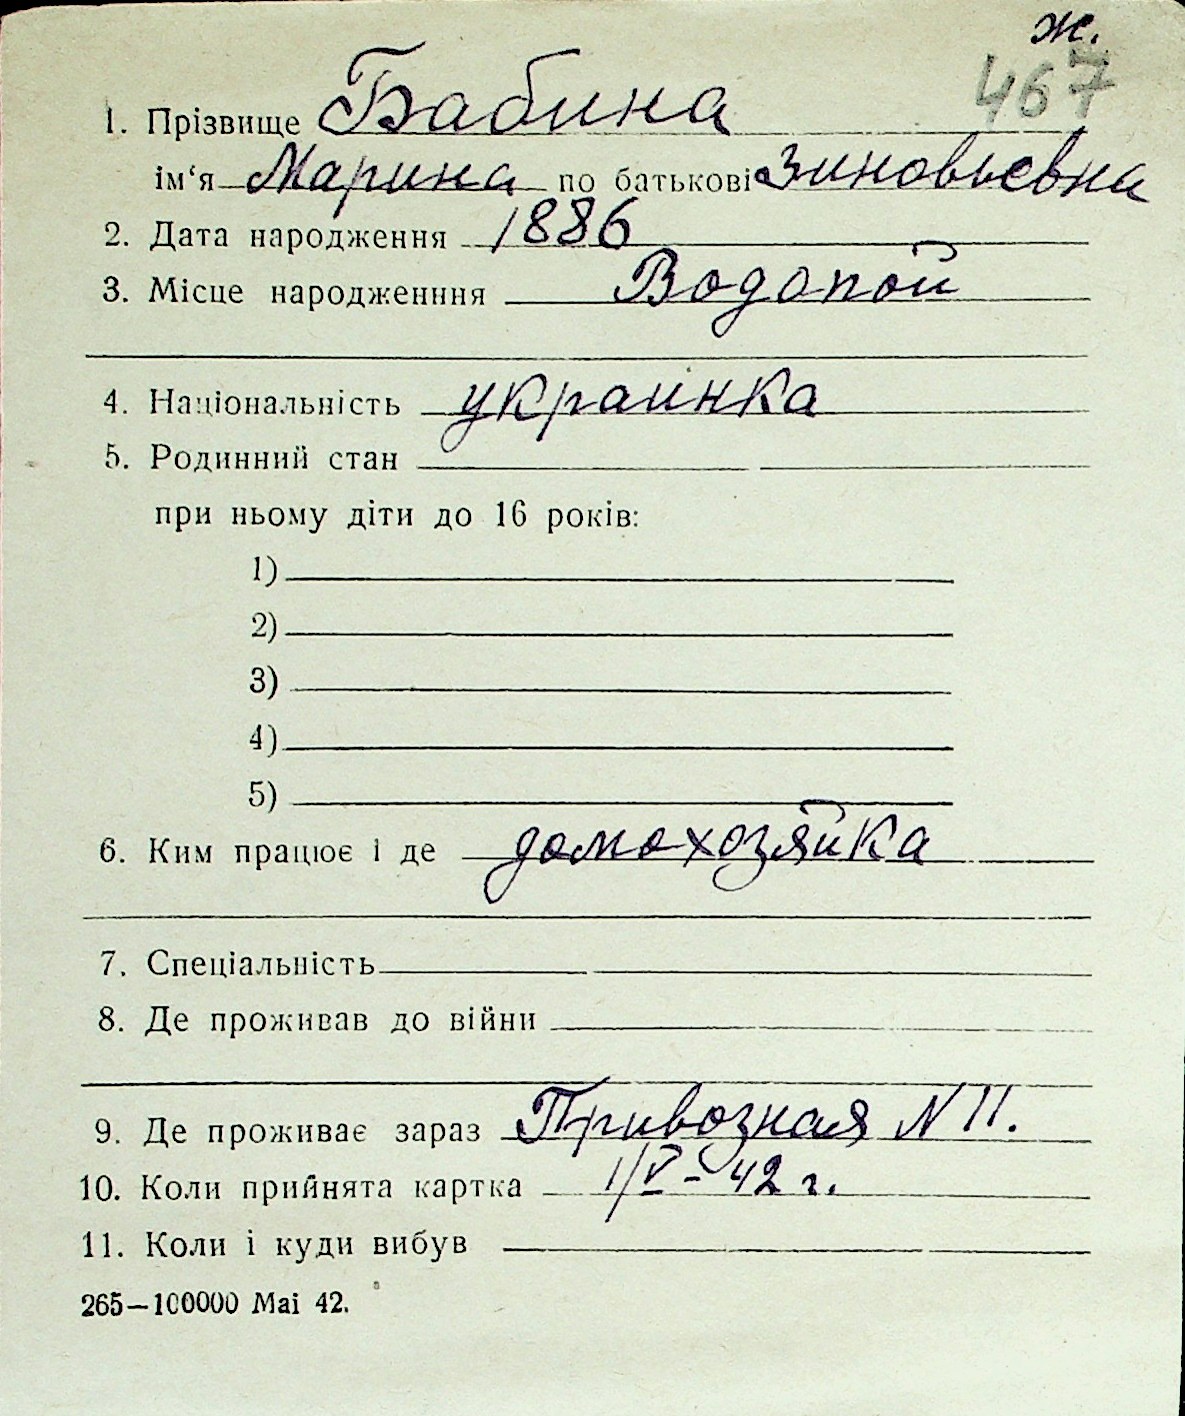 ж.
467
1. Прізвище Бабина
ім‘я Марина по батькові Зиновьевна
2. Дата народження 1886
3. Місце народженння Водопой
4. Національність украинка
5. Родинний стан
при ньому діти до 16 років:
1)
2)
3)
4)
5)
6. Ким працює і де домохозяйка
7. Спеціальність
8. Де проживав до війни
9. Де проживає зараз Привозная N 11.
10. Коли прийнята картка 1/V-42 г.
11. Коли і куди вибув
265—100000 Mai 42.